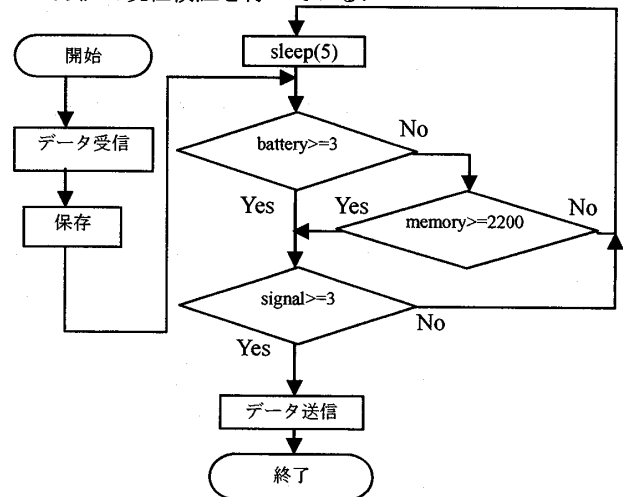 開始
データ受信
保存
sleep(5)
battery>=3
No
Yes
memory>=2200
Yes
No
signal>=3
No
Yes
データ送信
終了